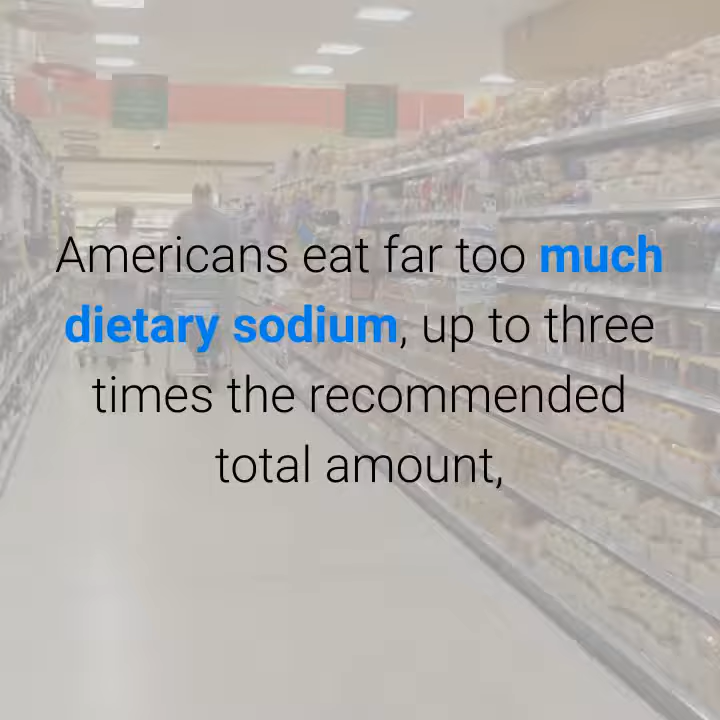 Americans eat far too much
dietary sodium, up to three
times the recommended
total amount,